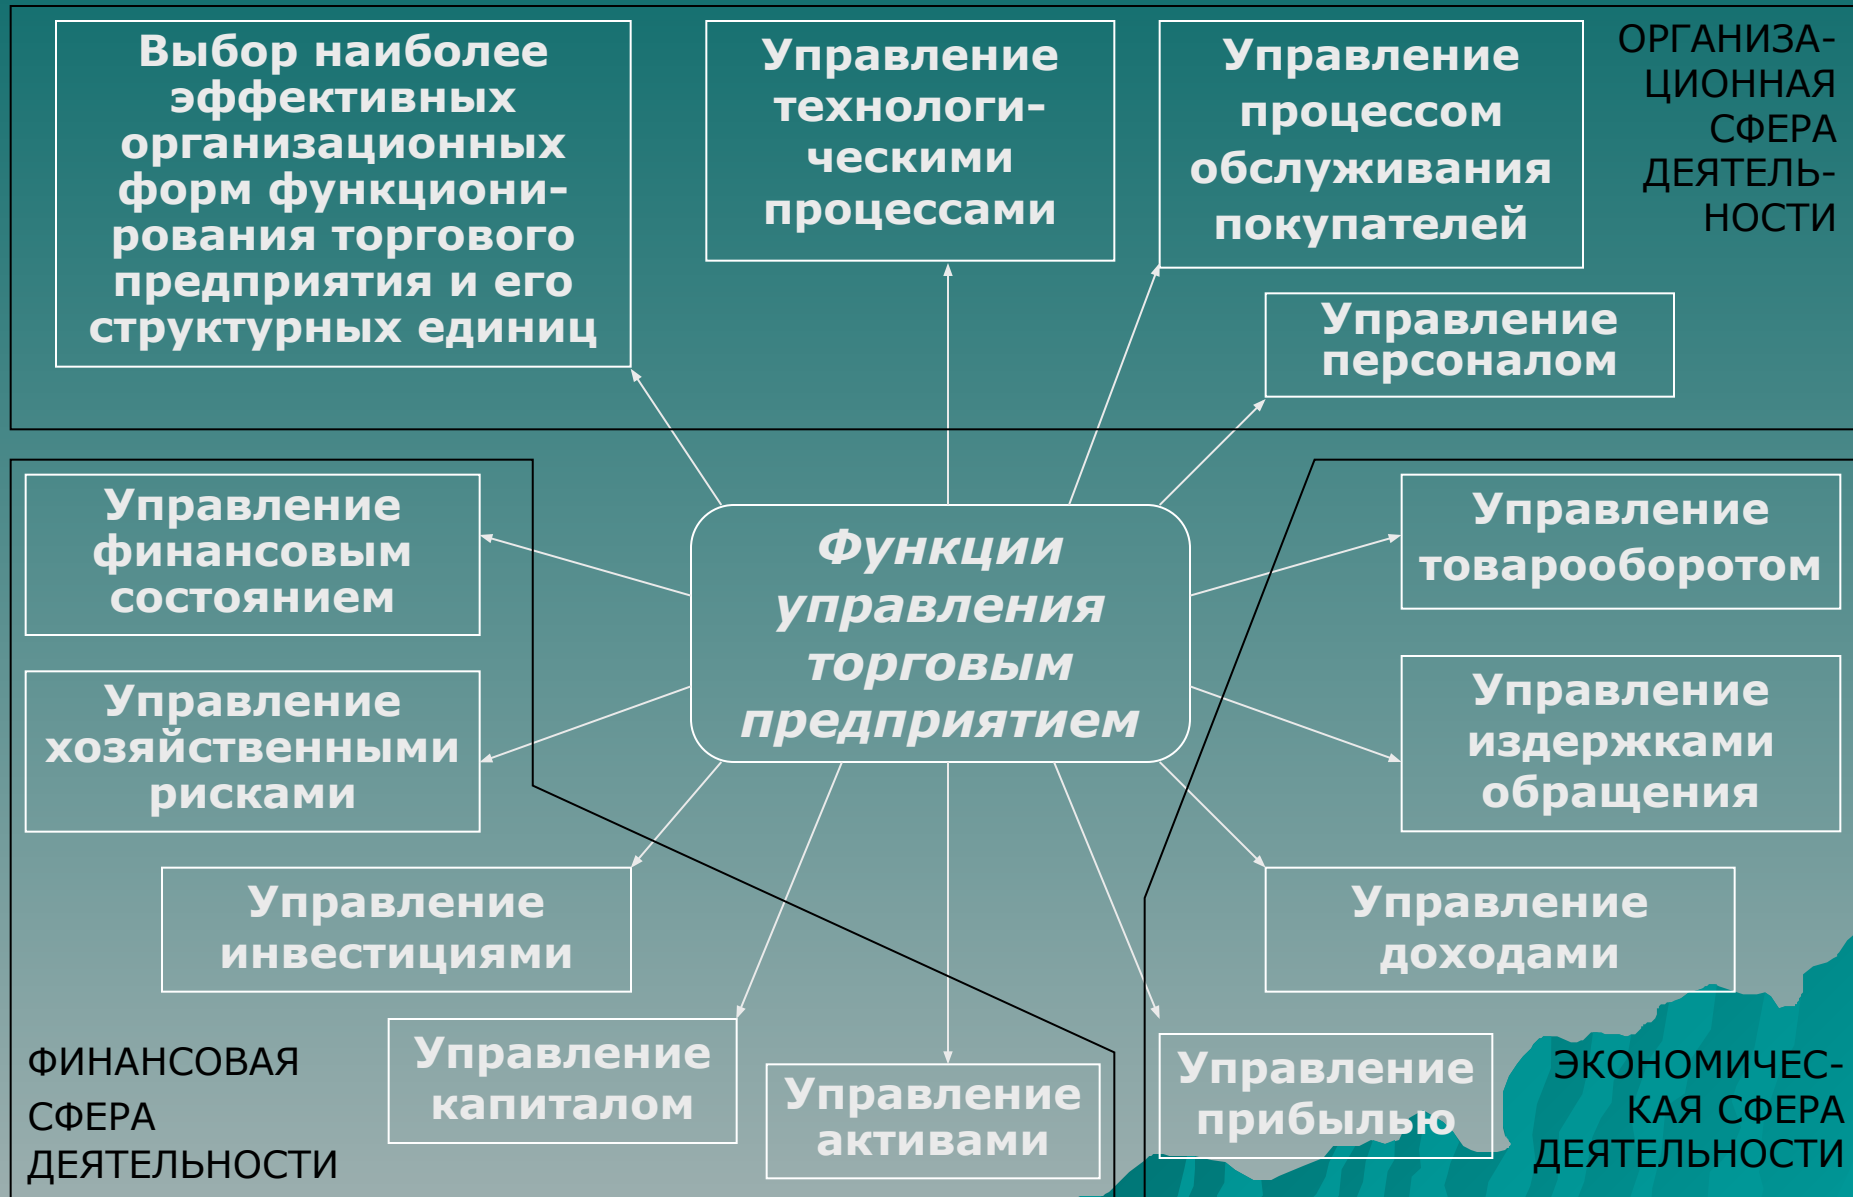 Выбор наиболее
эффективных
организационных
форм функциони-
рования торгового
предприятия и его
структурных единиц
Управление
технологи-
ческими
процессами
Управление
процессом
обслуживания
покупателей
ОРГАНИЗА-
ЦИОННАЯ
СФЕРА
ДЕЯТЕЛЬ-
НОСТИ
Управление
персоналом
Управление
финансовым
состоянием
Функции
управления
торговым
предприятием
Управление
товарооборотом
Управление
хозяйственными
рисками
Управление
издержками
обращения
Управление
инвестициями
Управление
доходами
ФИНАНСОВАЯ
СФЕРА
ДЕЯТЕЛЬНОСТИ
Управление
капиталом
Управление
активами
Управление
прибылью
ЭКОНОМИЧЕС-
КАЯ СФЕРА
ДЕЯТЕЛЬНОСТИ